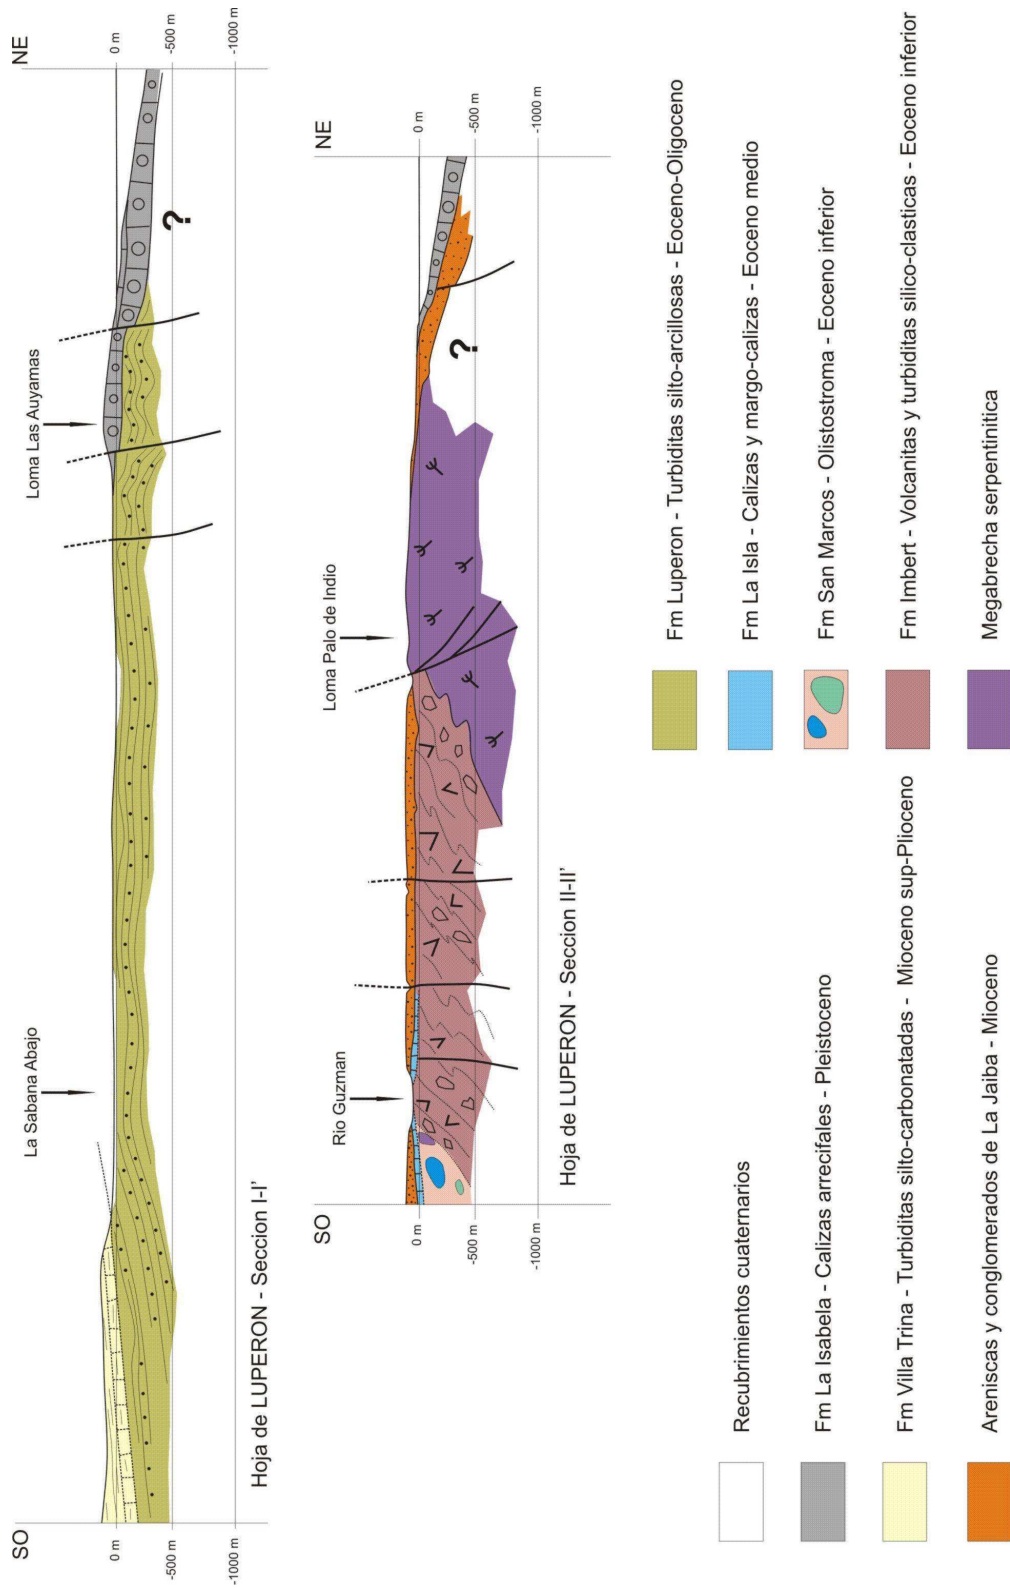 SO
NE
La Sabana Abajo
Loma Las Auyamas
0 m
-500 m
-1000 m
0 m
-500 m
-1000 m
?
Hoja de LUPERON - Seccion I-I'
SO
NE
Rio Guzman
Loma Palo de Indio
0 m
-500 m
-1000 m
0 m
-500 m
-1000 m
?
Hoja de LUPERON - Seccion II-II'
Recubrimientos cuaternarios
Fm La Isabela - Calizas arrecifales - Pleistoceno
Fm Villa Trina - Turbiditas silto-carbonatadas - Mioceno sup-Plioceno
Areniscas y conglomerados de La Jaiba - Mioceno
Fm Luperon - Turbiditas silto-arcillosas - Eoceno-Oligoceno
Fm La Isla - Calizas y margo-calizas - Eoceno medio
Fm San Marcos - Olistostroma - Eoceno inferior
Fm Imbert - Volcanitas y turbiditas silico-clasticas - Eoceno inferior
Megabrecha serpentinitica